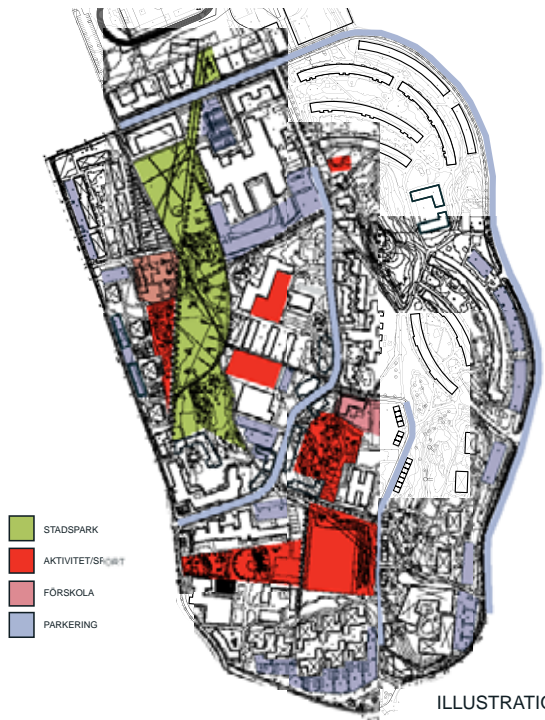 STADSPARK
AKTIVITET/SPORT
FÖRSKOLA
PARKERING
ILLUSTRATIO